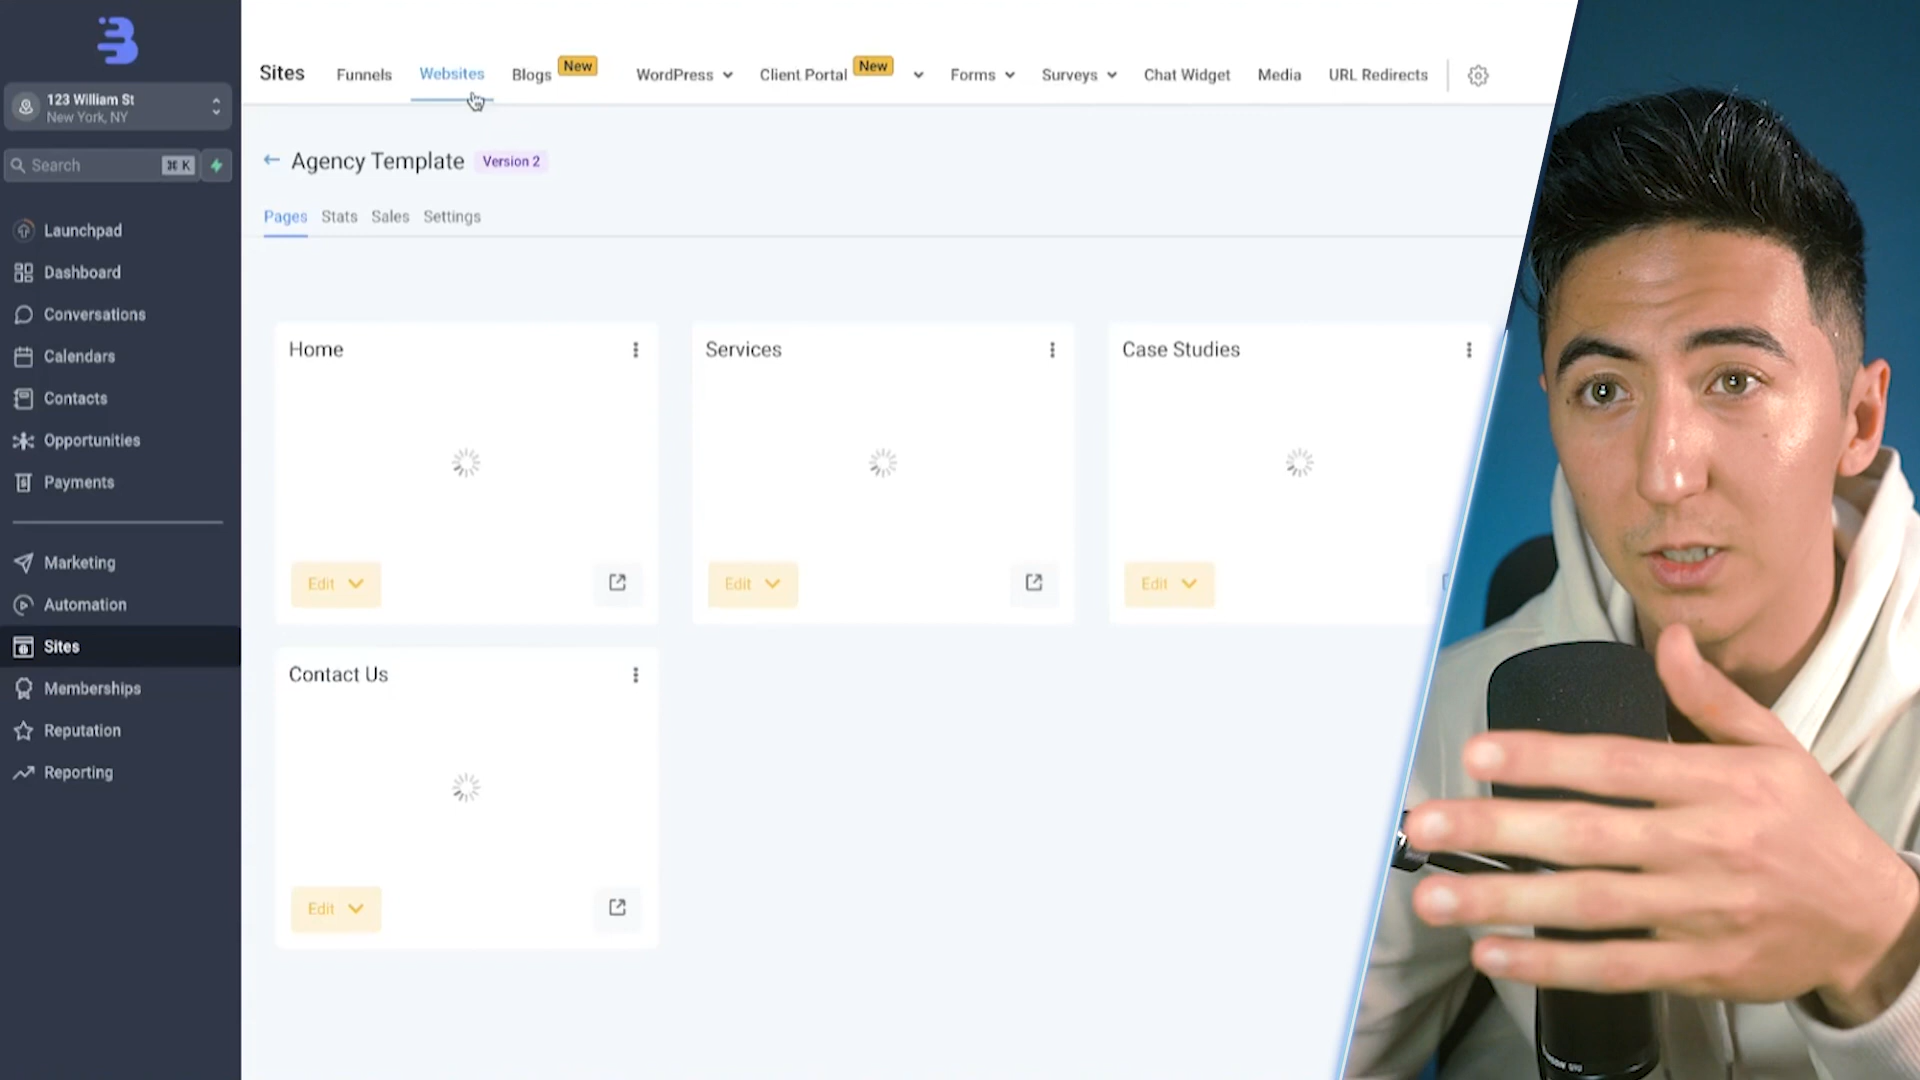 123 William St
New York, NY
Search
⌘ K
Launchpad
Dashboard
Conversations
Calendars
Contacts
Opportunities
Payments
Marketing
Automation
Sites
Memberships
Reputation
Reporting
Sites Funnels Websites Blogs New WordPress Client Portal New Forms Surveys Chat Widget Media URL Redirects
Agency Template Version 2
Pages Stats Sales Settings
Home Services Case Studies
Edit Edit Edit
Contact Us
Edit